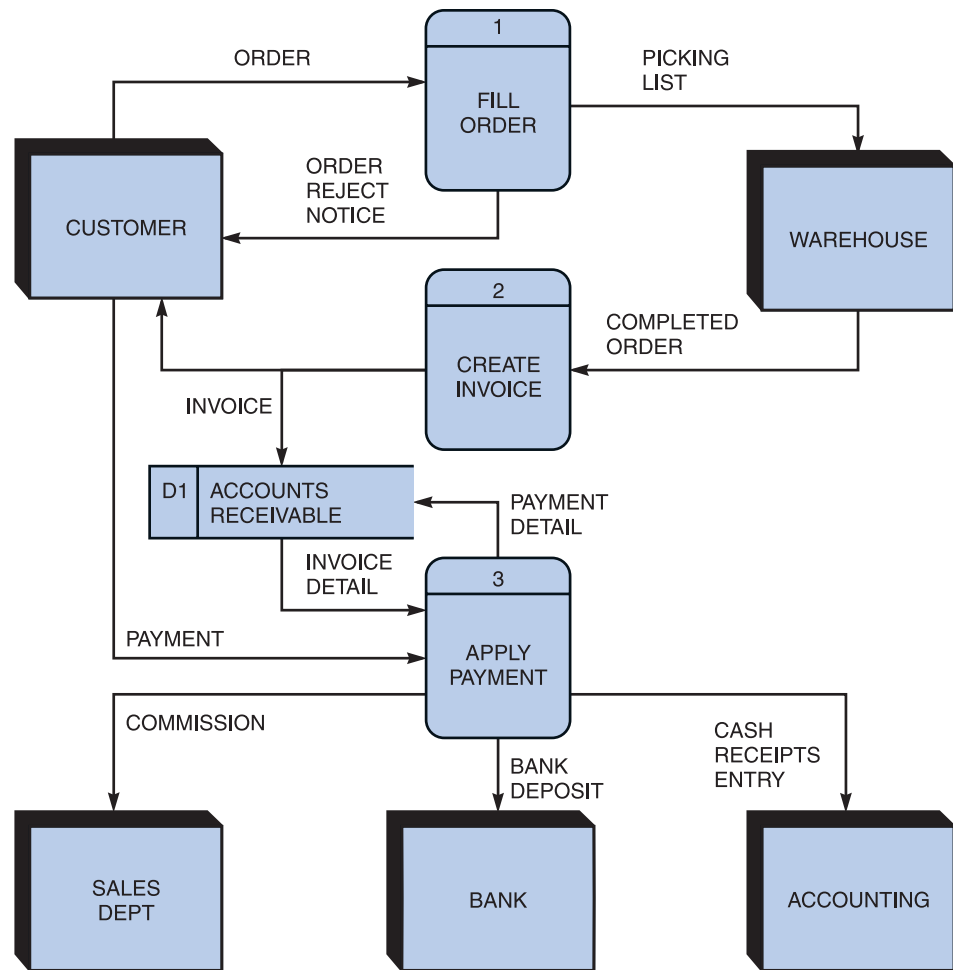 1
ORDER
PICKING
LIST
FILL
ORDER
ORDER
REJECT
NOTICE
CUSTOMER
WAREHOUSE
2
COMPLETED
ORDER
CREATE
INVOICE
INVOICE
D1
ACCOUNTS
RECEIVABLE
PAYMENT
DETAIL
INVOICE
DETAIL
3
PAYMENT
APPLY
PAYMENT
COMMISSION
BANK
DEPOSIT
CASH
RECEIPTS
ENTRY
SALES
DEPT
BANK
ACCOUNTING